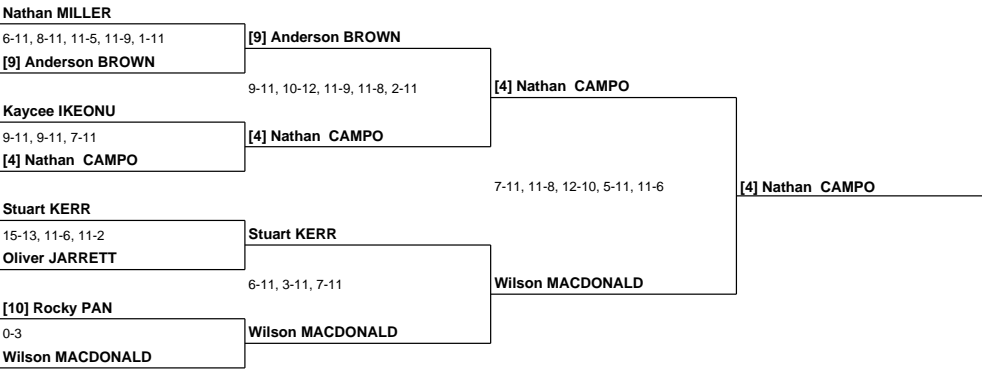 Nathan MILLER
6-11, 8-11, 11-5, 11-9, 1-11
[9] Anderson BROWN
[9] Anderson BROWN
9-11, 10-12, 11-9, 11-8, 2-11
[4] Nathan  CAMPO
Kaycee IKEONU
9-11, 9-11, 7-11
[4] Nathan  CAMPO
[4] Nathan  CAMPO
7-11, 11-8, 12-10, 5-11, 11-6
[4] Nathan  CAMPO
Stuart KERR
15-13, 11-6, 11-2
Oliver JARRETT
Stuart KERR
6-11, 3-11, 7-11
Wilson MACDONALD
[10] Rocky PAN
0-3
Wilson MACDONALD
Wilson MACDONALD